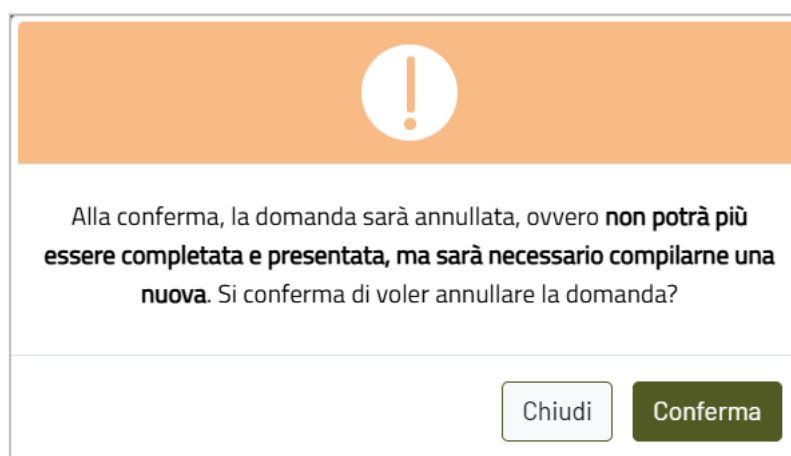 Alla conferma, la domanda sarà annullata, ovvero non potrà più
essere completata e presentata, ma sarà necessario compilarne una
nuova. Si conferma di voler annullare la domanda?
Chiudi
Conferma